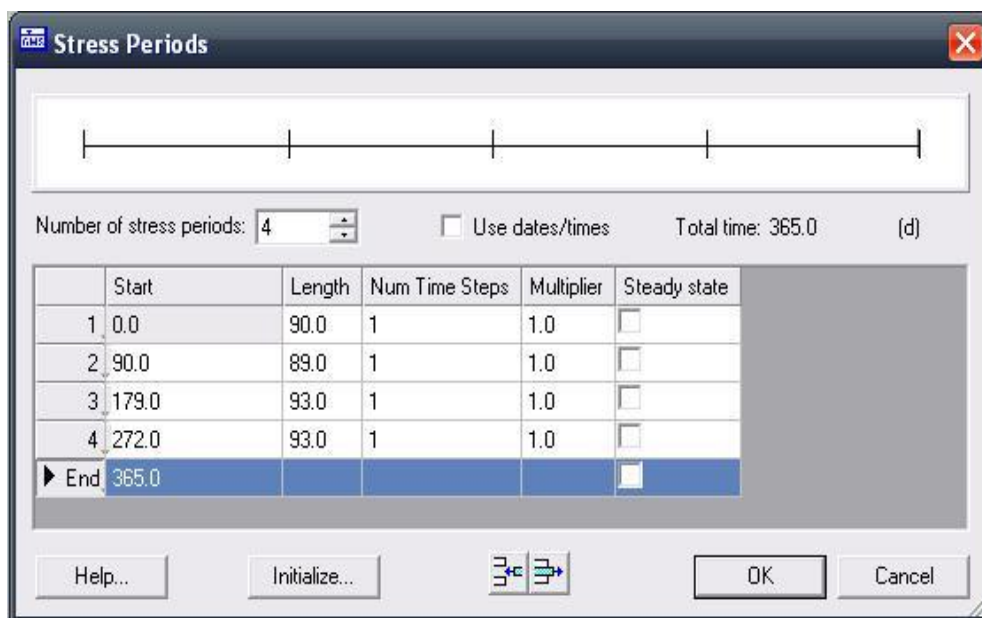 Stress Periods
Number of stress periods: 4 Use dates/times Total time: 365.0 (d)
Start Length Num Time Steps Multiplier Steady state
1 0.0 90.0 1 1.0
2 90.0 89.0 1 1.0
3 179.0 93.0 1 1.0
4 272.0 93.0 1 1.0
End 365.0
Help... Initialize... OK Cancel